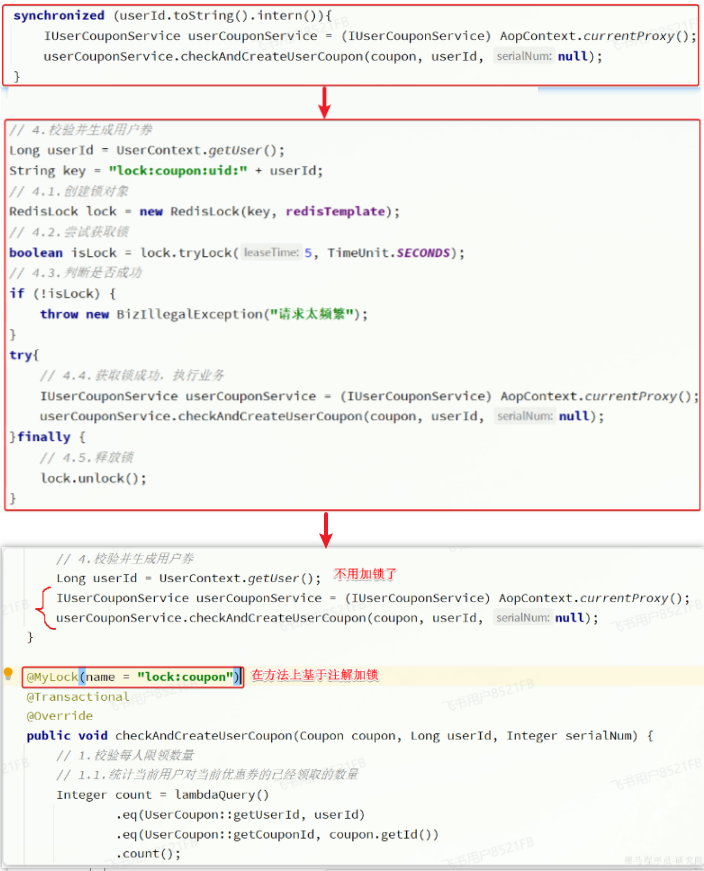 synchronized (userId.toString().intern()){
IUserCouponService userCouponService = (IUserCouponService) AopContext.currentProxy();
userCouponService.checkAndCreateUserCoupon(coupon, userId, serialNum: null);
}
// 4.校验并生成用户券
Long userId = UserContext.getUser();
String key = "lock:coupon:uid:" + userId;
// 4.1.创建锁对象
RedisLock lock = new RedisLock(key, redisTemplate);
// 4.2.尝试获取锁
boolean isLock = lock.tryLock( leaseTime: 5, TimeUnit.SECONDS);
// 4.3.判断是否成功
if (!isLock) {
throw new BizIllegalException("请求太频繁");
}
try{
// 4.4.获取锁成功，执行业务
IUserCouponService userCouponService = (IUserCouponService) AopContext.currentProxy();
userCouponService.checkAndCreateUserCoupon(coupon, userId, serialNum: null);
}finally {
// 4.5.释放锁
lock.unlock();
}
// 4.校验并生成用户券
Long userId = UserContext.getUser(); 不用加锁了
IUserCouponService userCouponService = (IUserCouponService) AopContext.currentProxy();
userCouponService.checkAndCreateUserCoupon(coupon, userId, serialNum: null);
}
@MyLock(name = "lock:coupon") 在方法上基于注解加锁
@Transactional
@Override
public void checkAndCreateUserCoupon(Coupon coupon, Long userId, Integer serialNum) {
// 1.校验每人限领数量
// 1.1.统计当前用户对当前优惠券的已经领取的数量
Integer count = lambdaQuery()
.eq(UserCoupon::getUserId, userId)
.eq(UserCoupon::getCouponId, coupon.getId())
.count();
飞书用户8521FB